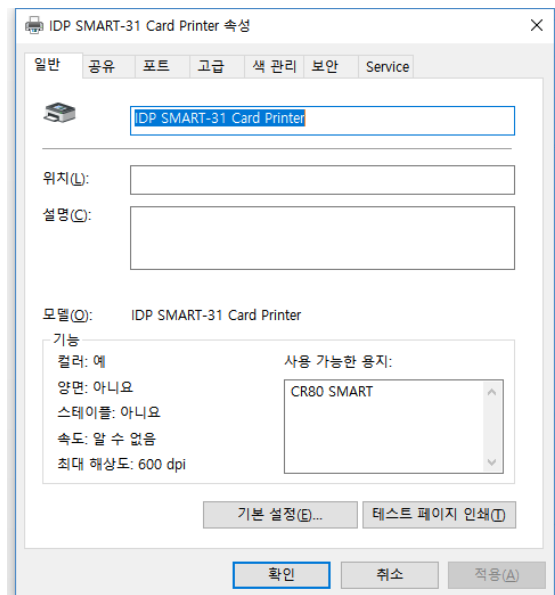 IDP SMART-31 Card Printer 속성
일반 공유 포트 고급 색 관리 보안 Service
IDP SMART-31 Card Printer
위치(L):
설명(C):
모델(O): IDP SMART-31 Card Printer
기능
컬러: 예 사용 가능한 용지:
양면: 아니요 CR80 SMART
스테이플: 아니요
속도: 알 수 없음
최대 해상도: 600 dpi
기본 설정(E)... 테스트 페이지 인쇄(T)
확인 취소 적용(A)